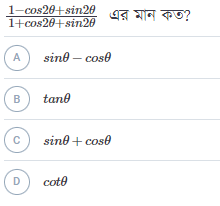 1−cos2θ+sin2θ / 1+cos2θ+sin2θ এর মান কত?
A sinθ − cosθ
B tanθ
C sinθ + cosθ
D cotθ